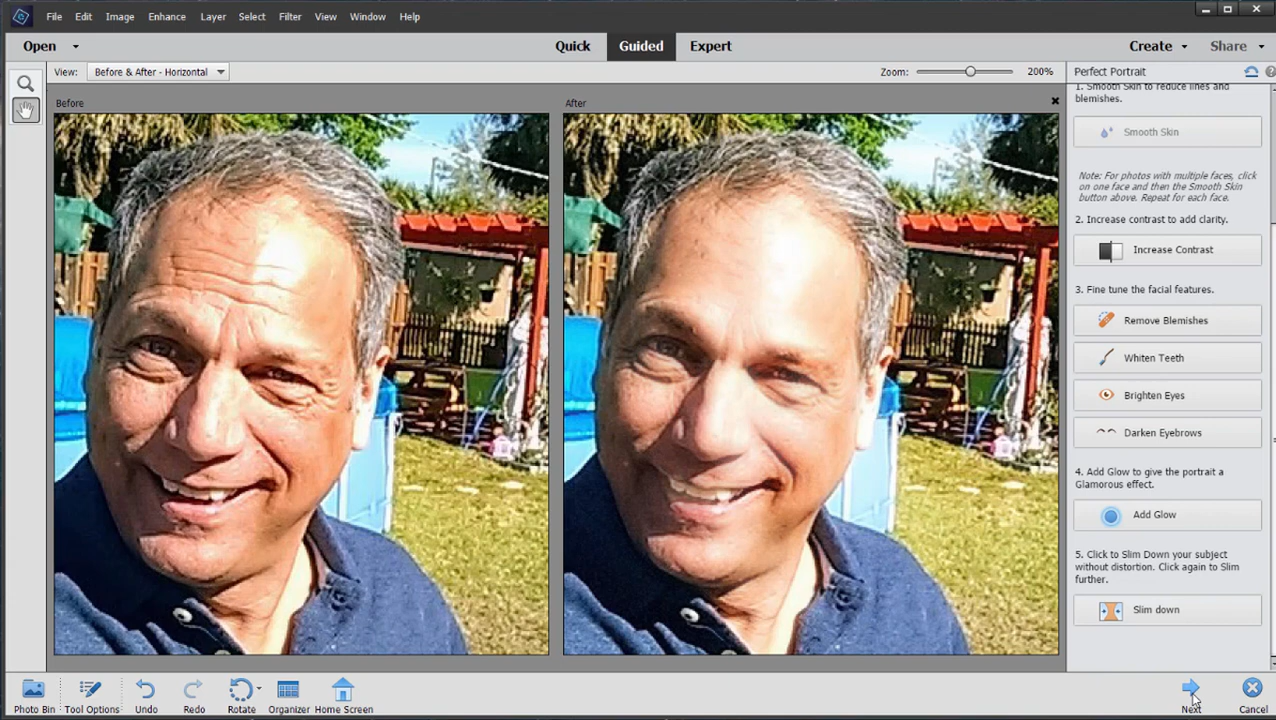 File Edit Image Enhance Layer Select Filter View Window Help
Open Quick Guided Expert Create Share
View: Before & After - Horizontal Zoom: 200% Perfect Portrait ?
Before After
1. Smooth Skin to reduce lines and
blemishes.
Smooth Skin
Note: For photos with multiple faces, click
on one face and then the Smooth Skin
button above. Repeat for each face.
2. Increase contrast to add clarity.
Increase Contrast
3. Fine tune the facial features.
Remove Blemishes
Whiten Teeth
Brighten Eyes
Darken Eyebrows
4. Add Glow to give the portrait a
Glamorous effect.
Add Glow
5. Click to Slim Down your subject
without distortion. Click again to Slim
further.
Slim down
Photo Bin Tool Options Undo Redo Rotate Organizer Home Screen Next Cancel